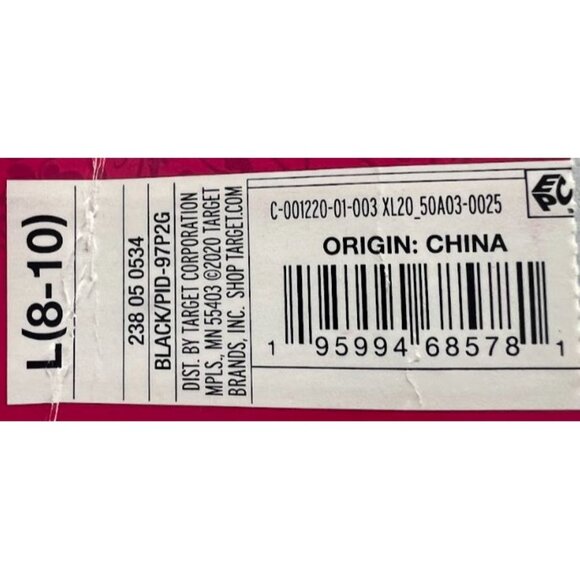 L(8-10)
238 05 0534
BLACK/PID-97P2G
DIST. BY TARGET CORPORATION
MPLS., MN 55403 ©2020 TARGET
BRANDS, INC. SHOP TARGET.COM
C-001220-01-003 XL20_50A03-0025
EPC
ORIGIN: CHINA
1 95994 68578 1